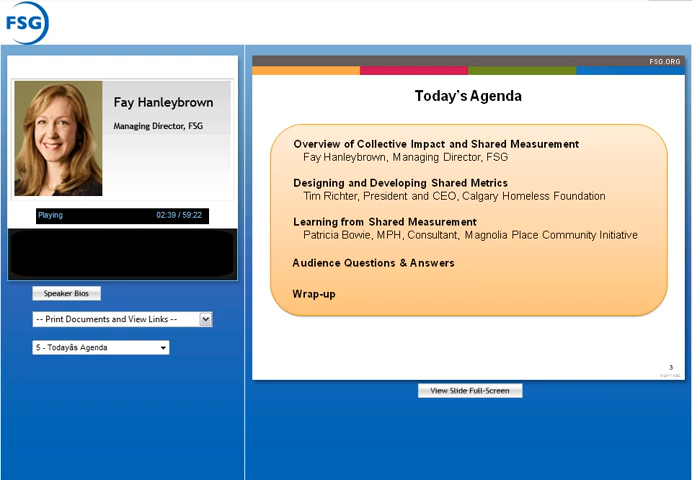 FSG
Fay Hanleybrown
Managing Director, FSG
Playing 02:39 / 59:22
Speaker Bios
-- Print Documents and View Links --
5 - Todayâs Agenda
FSG.ORG
Today's Agenda
Overview of Collective Impact and Shared Measurement
Fay Hanleybrown, Managing Director, FSG
Designing and Developing Shared Metrics
Tim Richter, President and CEO, Calgary Homeless Foundation
Learning from Shared Measurement
Patricia Bowie, MPH, Consultant, Magnolia Place Community Initiative
Audience Questions & Answers
Wrap-up
3
View Slide Full-Screen